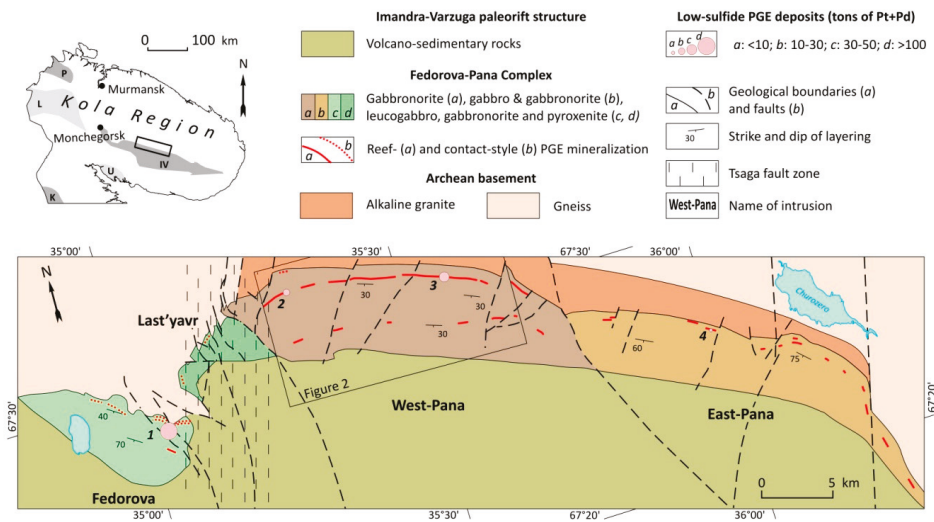 0 100 km
N
P
Murmansk
L
Kola Region
Monchegorsk
IV
U
K
Imandra-Varzuga paleorift structure
Volcano-sedimentary rocks
Fedorova-Pana Complex
a b c d
Gabbronorite (a), gabbro & gabbronorite (b),
leucogabbro, gabbronorite and pyroxenite (c, d)
a b
Reef- (a) and contact-style (b) PGE mineralization
Archean basement
Alkaline granite
Gneiss
Low-sulfide PGE deposits (tons of Pt+Pd)
a b c d
a: <10; b: 10-30; c: 30-50; d: >100
a b
Geological boundaries (a)
and faults (b)
30
Strike and dip of layering
Tsaga fault zone
West-Pana
Name of intrusion
35°00'
35°30'
67°30'
36°00'
N
Churozero
2
3
30
30
30
Last'yavr
4
60
75
Figure 2
67°30'
40
1
70
West-Pana
East-Pana
67°20'
Fedorova
0 5 km
35°00'
35°30'
67°20'
36°00'